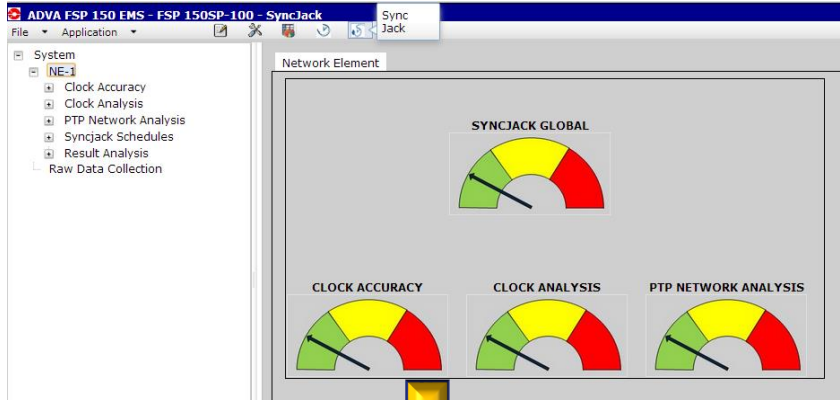 ADVA FSP 150 EMS - FSP 150SP-100 - SyncJack
Sync
Jack
File Application
System
NE-1
Clock Accuracy
Clock Analysis
PTP Network Analysis
Syncjack Schedules
Result Analysis
Raw Data Collection
Network Element
SYNCJACK GLOBAL
CLOCK ACCURACY
CLOCK ANALYSIS
PTP NETWORK ANALYSIS